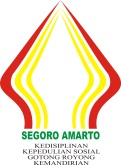 SEGORO AMARTO
KEDISIPLINAN
KEPEDULIAN SOSIAL
GOTONG ROYONG
KEMANDIRIAN